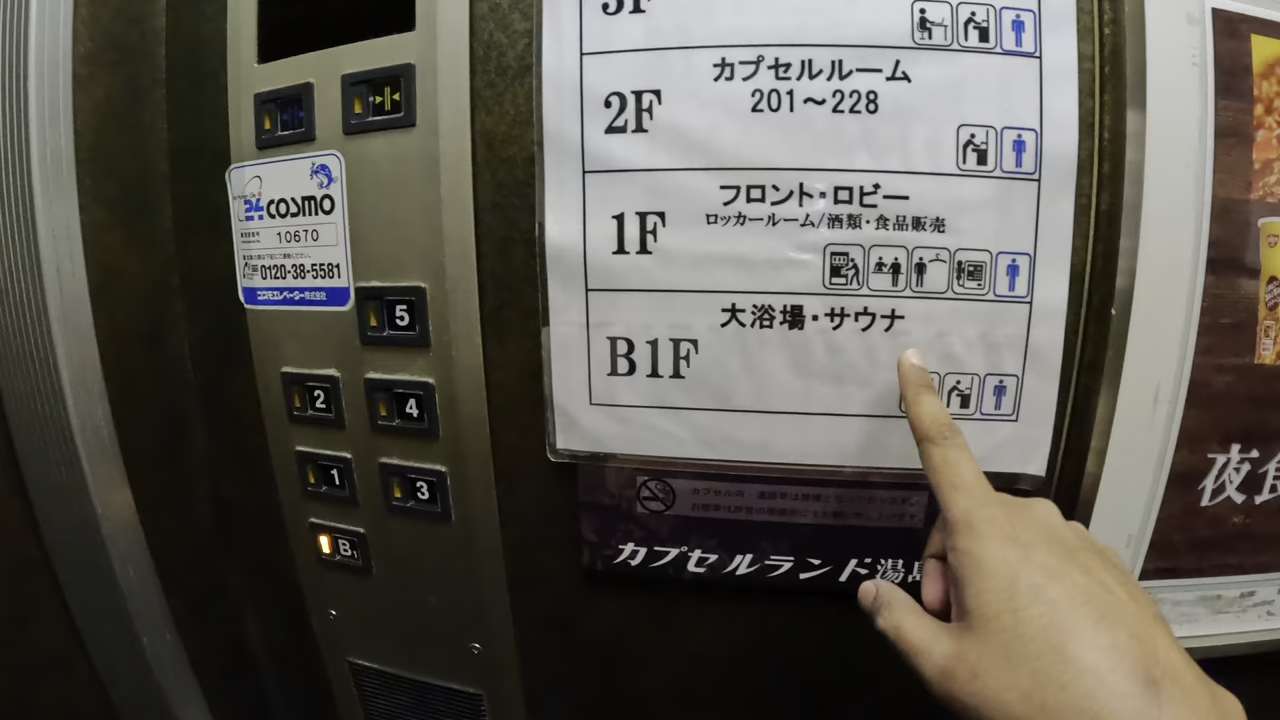 3F
カプセルルーム
2F
201～228
フロント・ロビー
1F
ロッカールーム/酒類・食品販売
大浴場・サウナ
B1F
カプセルランド湯島
夜食
24 COSMO
10670
0120-38-5581
コスモエレベーター株式会社
5
2
4
1
3
B1